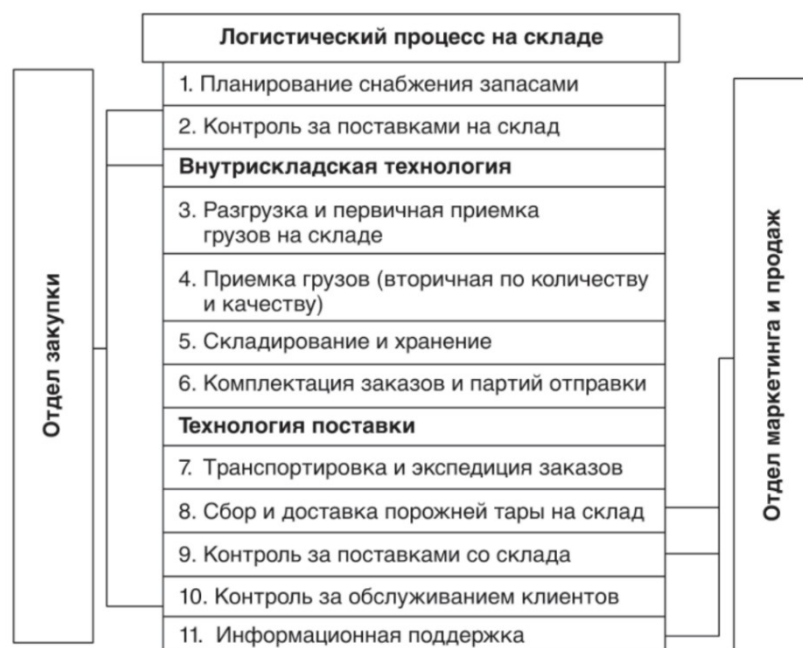 Логистический процесс на складе
1. Планирование снабжения запасами
2. Контроль за поставками на склад
Внутрискладская технология
3. Разгрузка и первичная приемка
грузов на складе
4. Приемка грузов (вторичная по количеству
и качеству)
5. Складирование и хранение
6. Комплектация заказов и партий отправки
Технология поставки
7. Транспортировка и экспедиция заказов
8. Сбор и доставка порожней тары на склад
9. Контроль за поставками со склада
10. Контроль за обслуживанием клиентов
11. Информационная поддержка
Отдел закупки
Отдел маркетинга и продаж